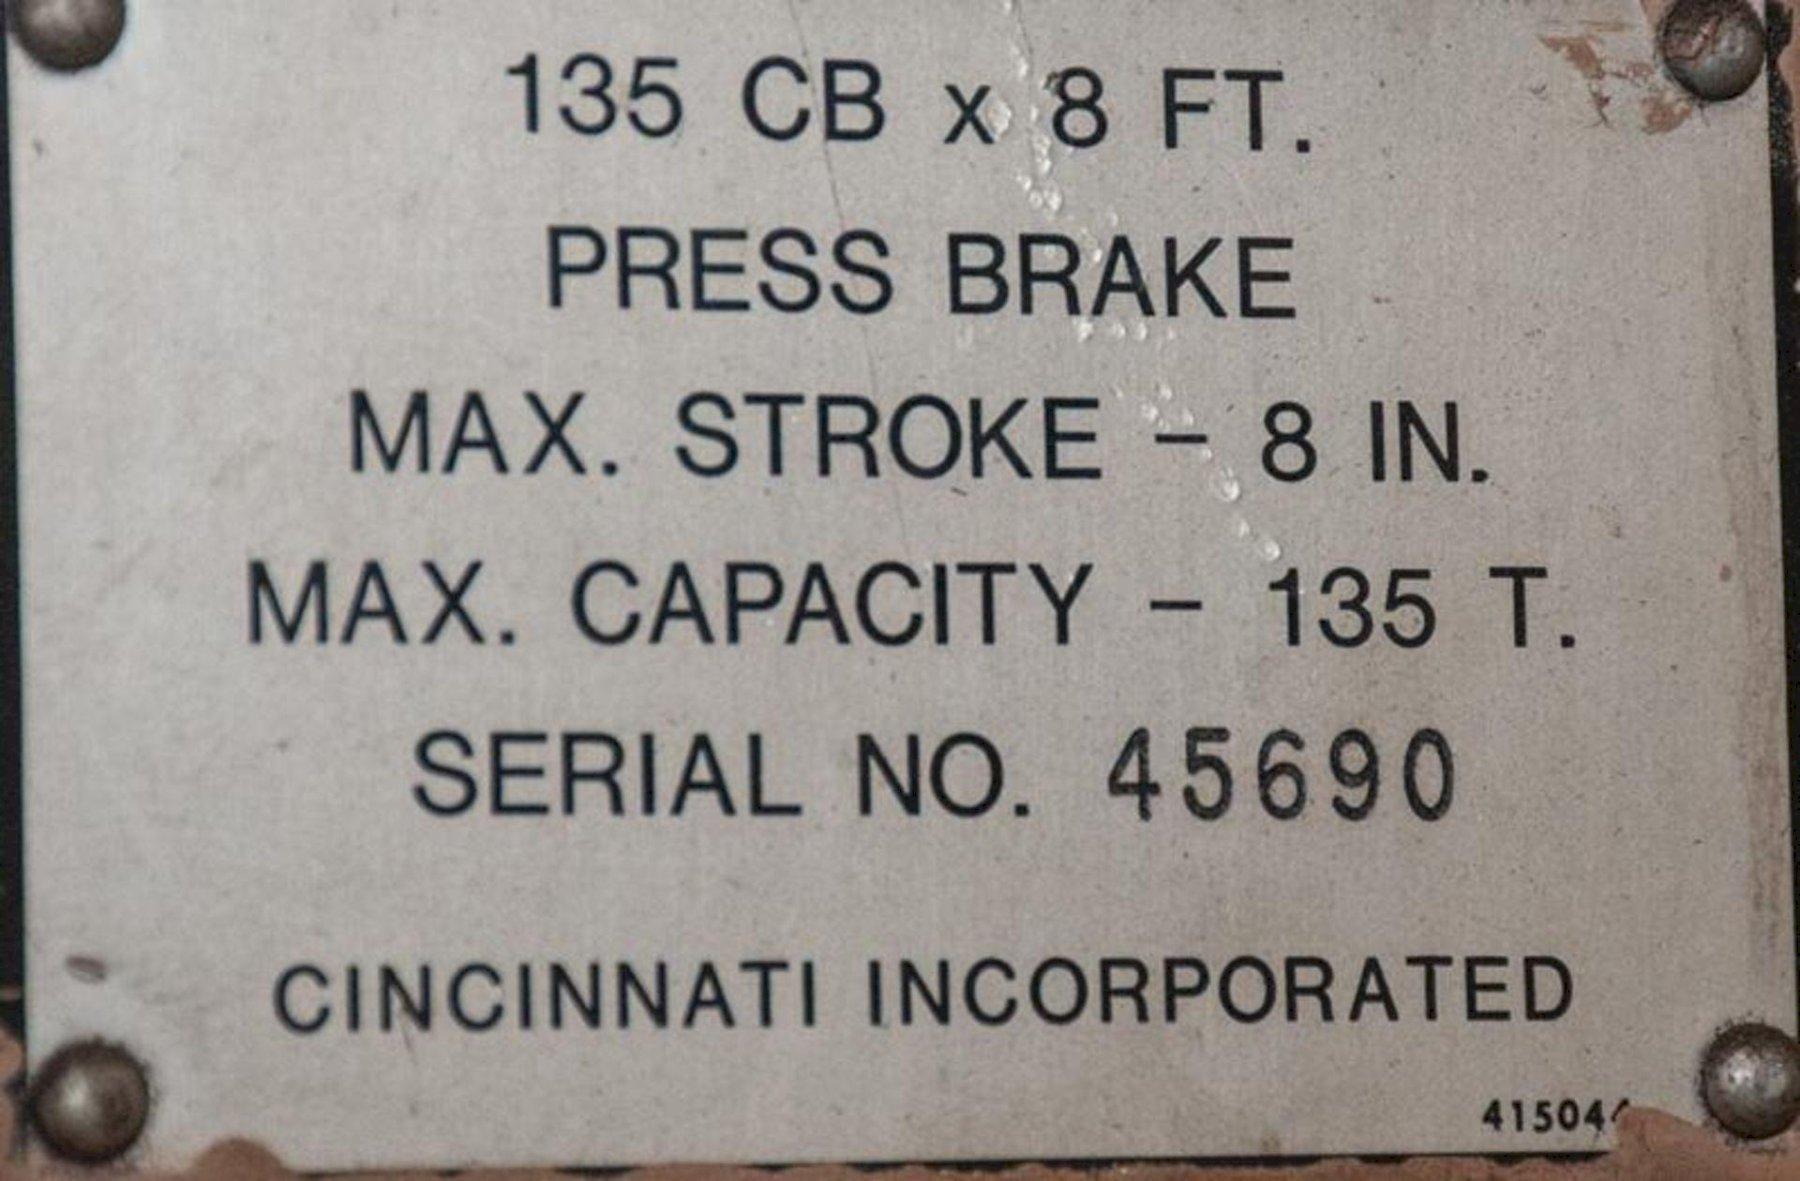 135 CB x 8 FT.
PRESS BRAKE
MAX. STROKE – 8 IN.
MAX. CAPACITY – 135 T.
SERIAL NO. 45690
CINCINNATI INCORPORATED